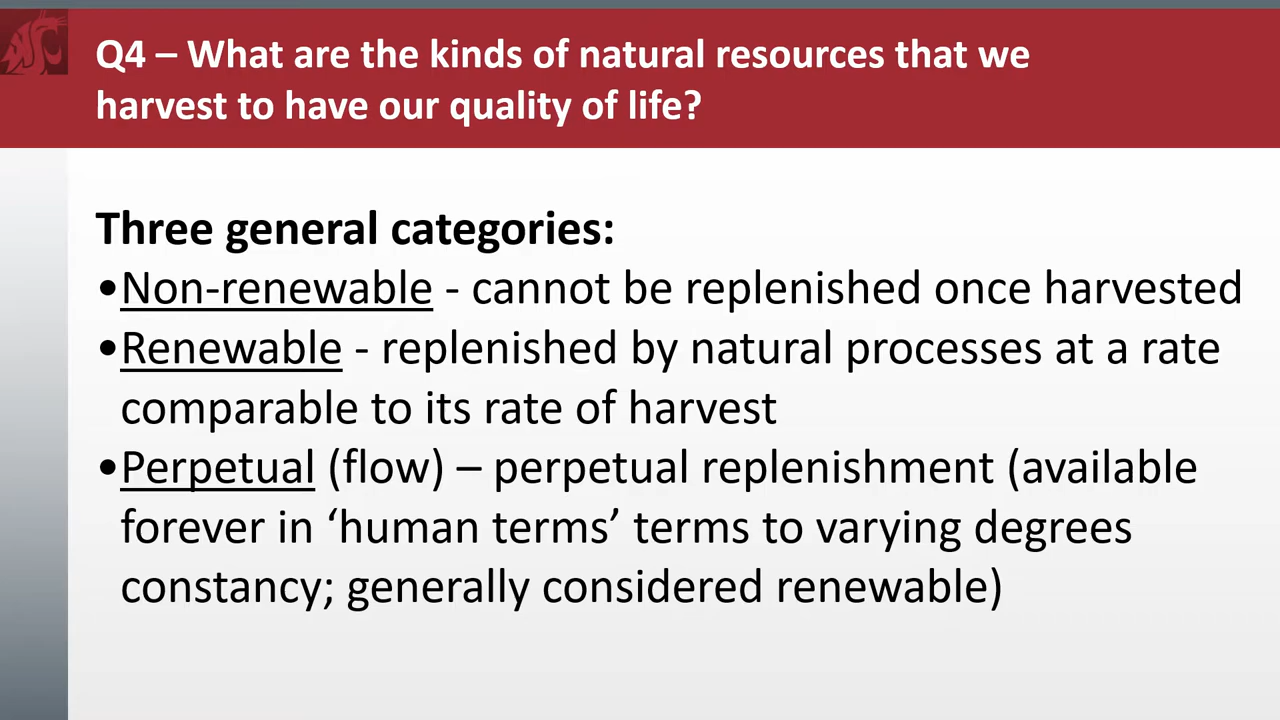 Q4 – What are the kinds of natural resources that we
harvest to have our quality of life?
Three general categories:
•Non-renewable - cannot be replenished once harvested
•Renewable - replenished by natural processes at a rate
comparable to its rate of harvest
•Perpetual (flow) – perpetual replenishment (available
forever in ‘human terms’ terms to varying degrees
constancy; generally considered renewable)